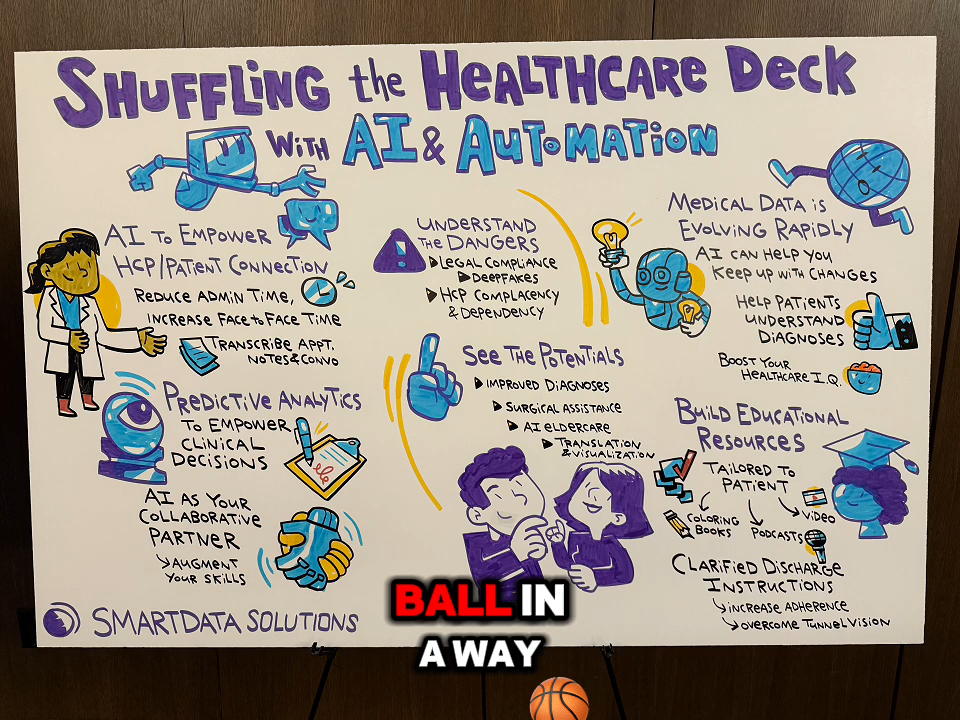 SHUFFLING the HEALTHCARE DECK
WITH AI & AUTOMATION
AI TO EMPOWER
HCP/PATIENT CONNECTION
REDUCE ADMIN TIME,
INCREASE FACE TO FACE TIME
TRANSCRIBE APPT.
NOTES & CONVO
PREDICTIVE ANALYTICS
TO EMPOWER
CLINICAL
DECISIONS
AI AS YOUR
COLLABORATIVE
PARTNER
AUGMENT
YOUR SKILLS
SMARTDATA SOLUTIONS
UNDERSTAND
THE DANGERS
LEGAL COMPLIANCE
DEEPFAKES
HCP COMPLACENCY
& DEPENDENCY
SEE THE POTENTIALS
IMPROVED DIAGNOSES
SURGICAL ASSISTANCE
AI ELDERCARE
TRANSLATION
& VISUALIZATION
MEDICAL DATA IS
EVOLVING RAPIDLY
AI CAN HELP YOU
KEEP UP WITH CHANGES
HELP PATIENTS
UNDERSTAND
DIAGNOSES
BOOST YOUR
HEALTHCARE I.Q.
BUILD EDUCATIONAL
RESOURCES
TAILORED TO
PATIENT
COLORING
BOOKS
PODCASTS
VIDEO
CLARIFIED DISCHARGE
INSTRUCTIONS
INCREASE ADHERENCE
OVERCOME TUNNEL VISION
BALL IN
A WAY